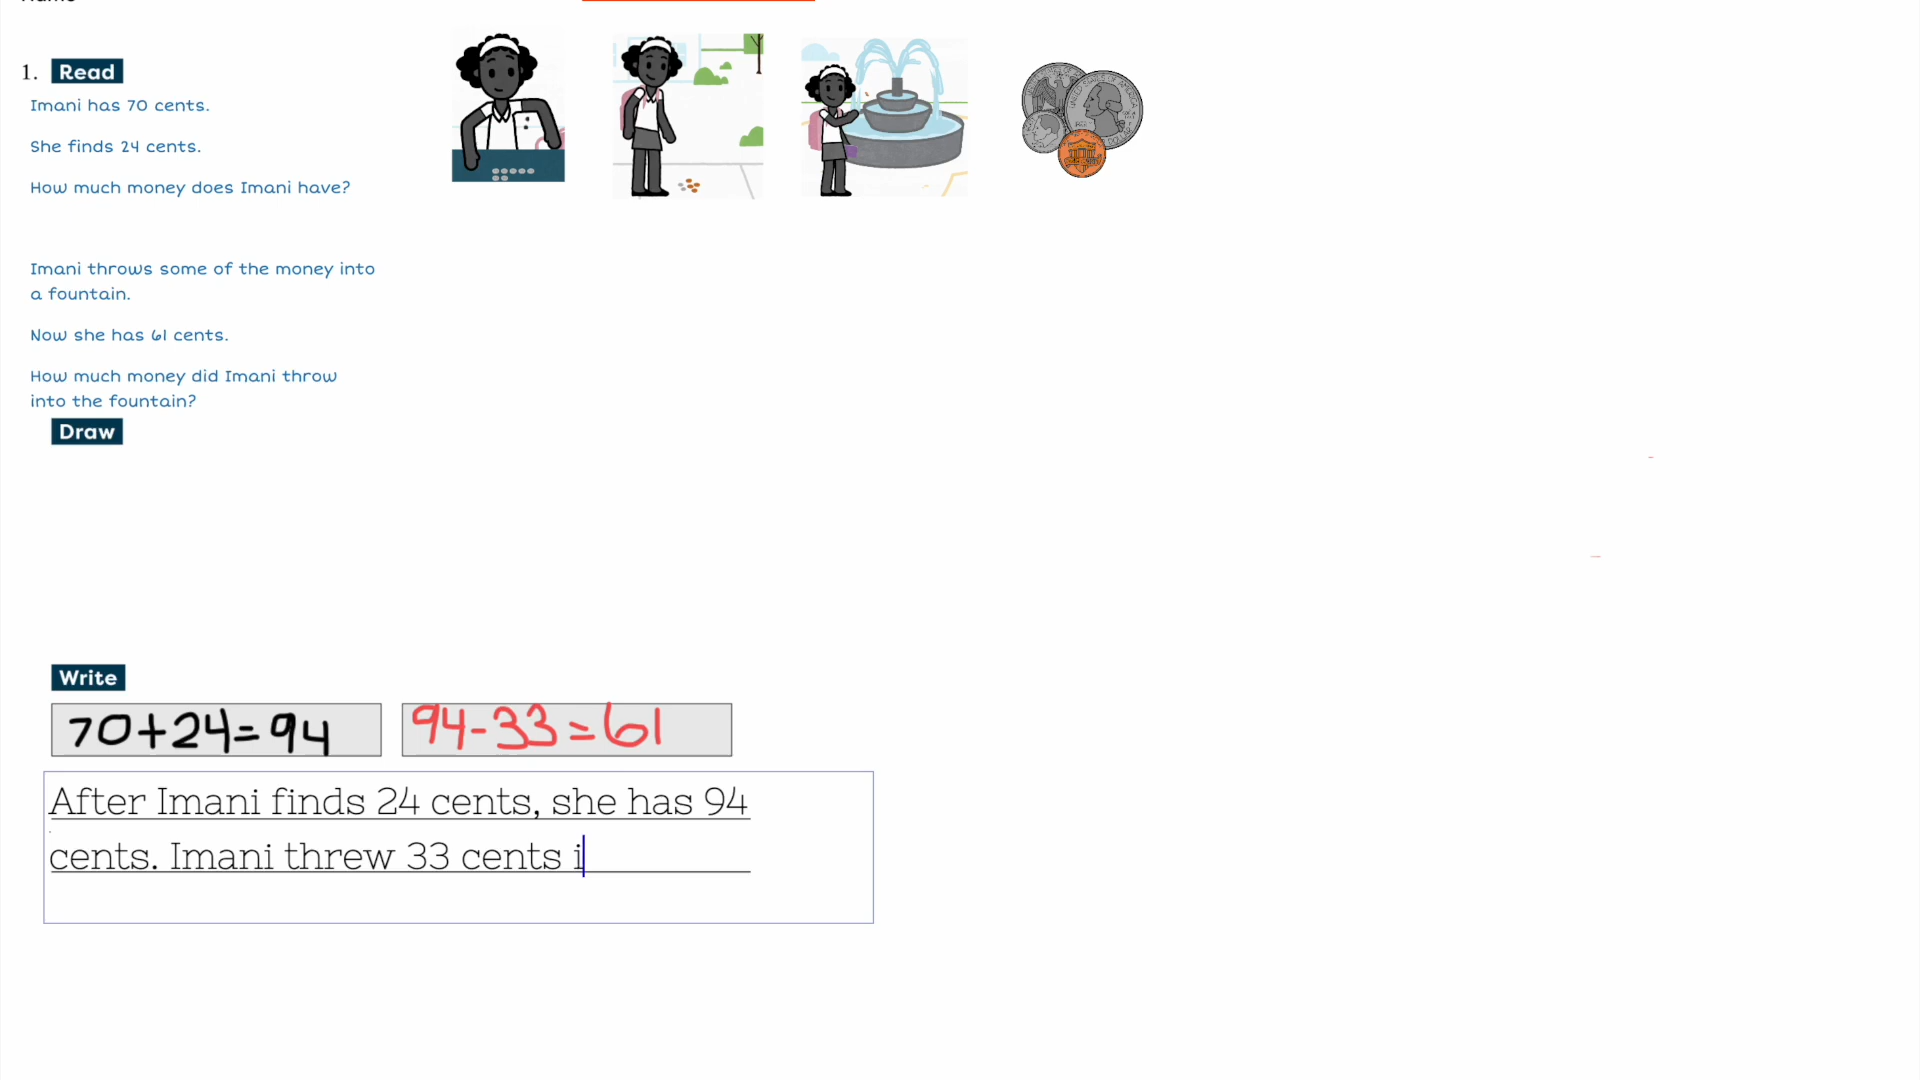 1. Read
Imani has 70 cents.
She finds 24 cents.
How much money does Imani have?
Imani throws some of the money into
a fountain.
Now she has 61 cents.
How much money did Imani throw
into the fountain?
Draw
Write
70+24=94
94-33=61
After Imani finds 24 cents, she has 94
cents. Imani threw 33 cents i